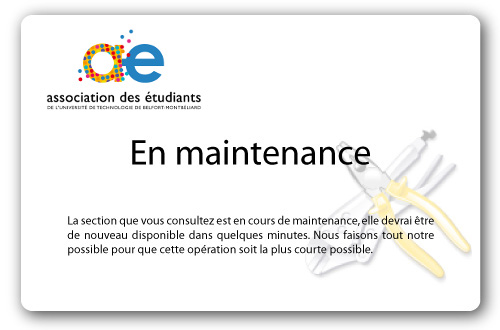 ae
association des étudiants
DE L'UNIVERSITÉ DE TECHNOLOGIE DE BELFORT-MONTBÉLIARD
En maintenance
La section que vous consultez est en cours de maintenance, elle devrai être
de nouveau disponible dans quelques minutes. Nous faisons tout notre
possible pour que cette opération soit la plus courte possible.